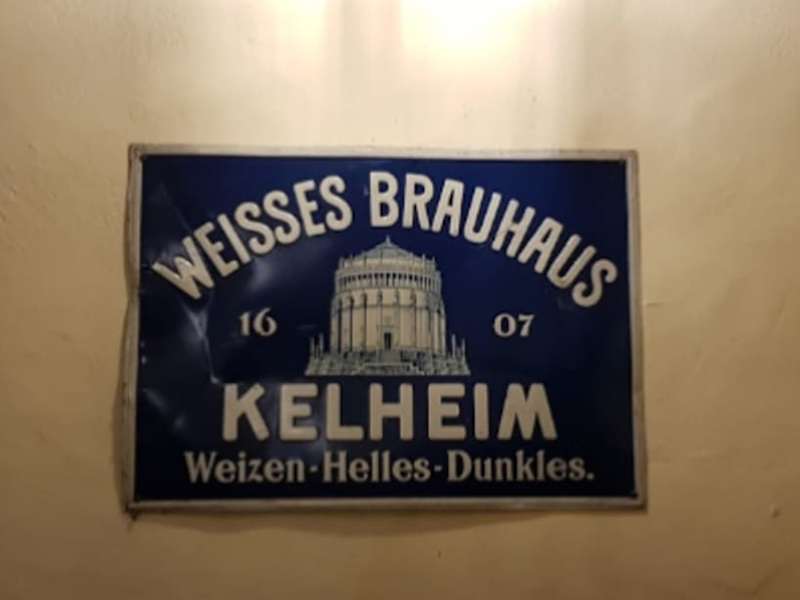 WEISSES BRAUHAUS
16 07
KELHEIM
Weizen-Helles-Dunkles.